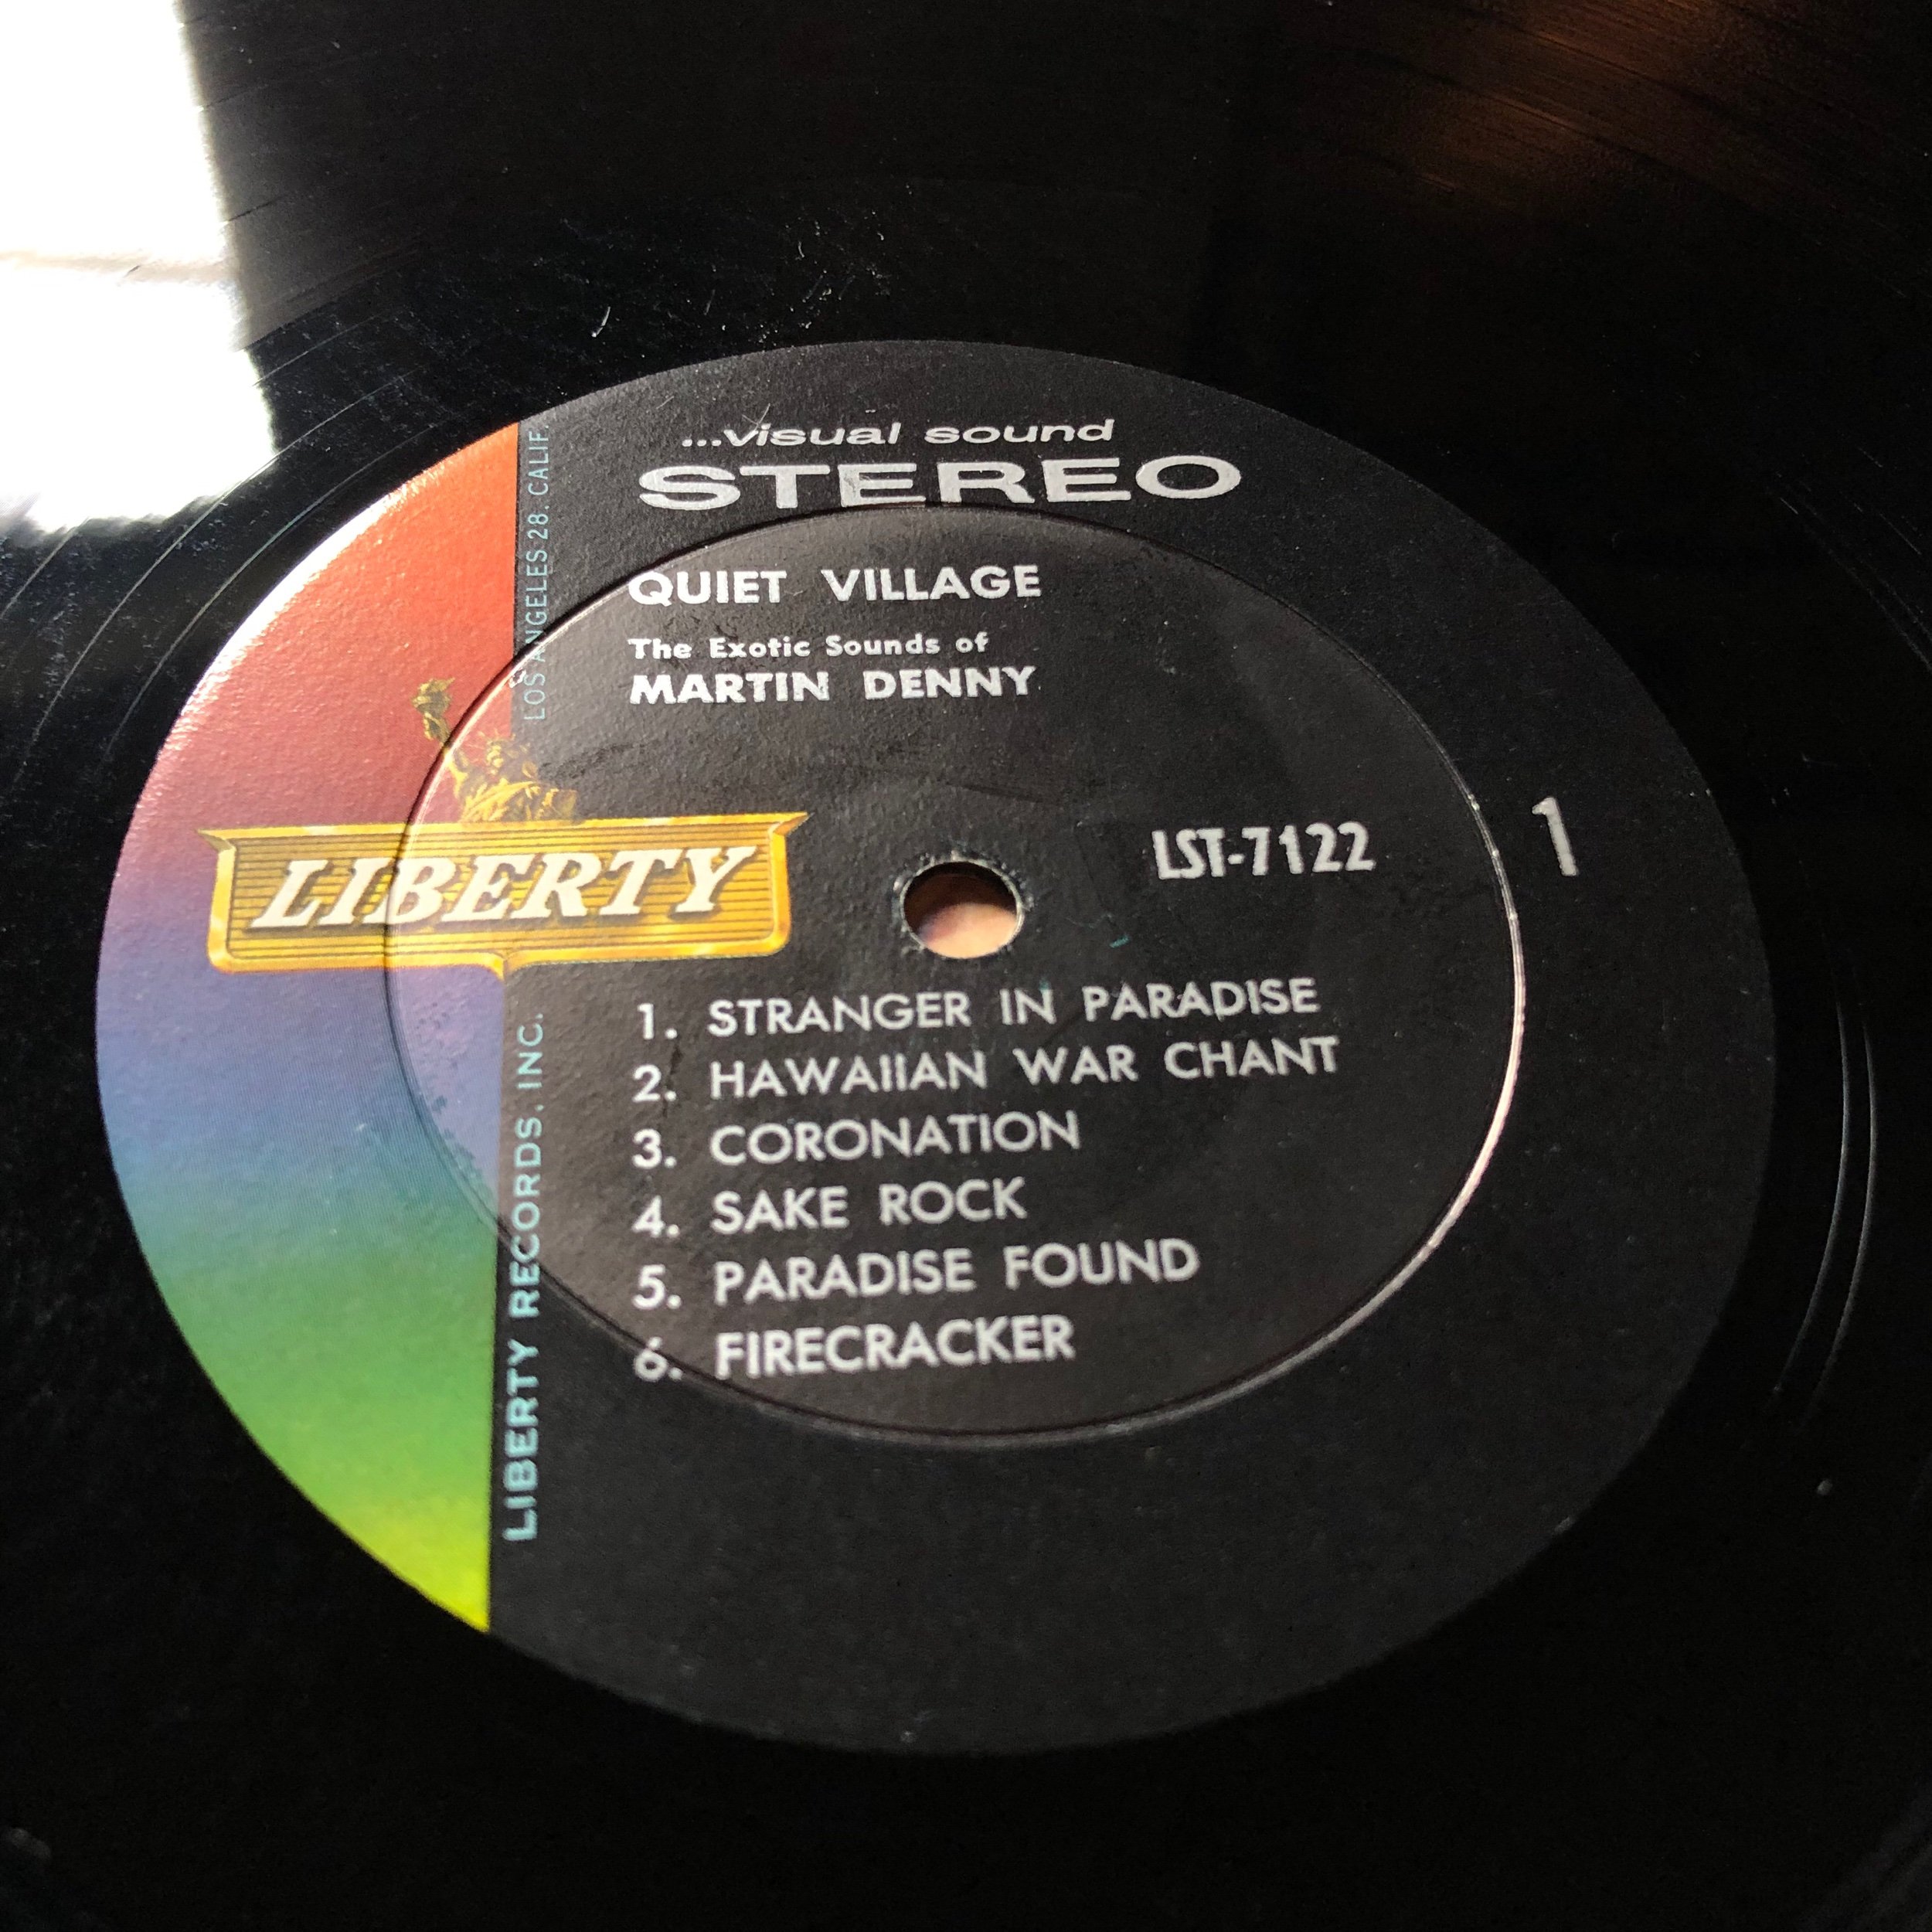 ...visual sound
STEREO
QUIET VILLAGE
The Exotic Sounds of
MARTIN DENNY
LIBERTY
LST-7122
1
1. STRANGER IN PARADISE
2. HAWAIIAN WAR CHANT
3. CORONATION
4. SAKE ROCK
5. PARADISE FOUND
6. FIRECRACKER
LIBERTY RECORDS, INC. LOS ANGELES 28, CALIF.